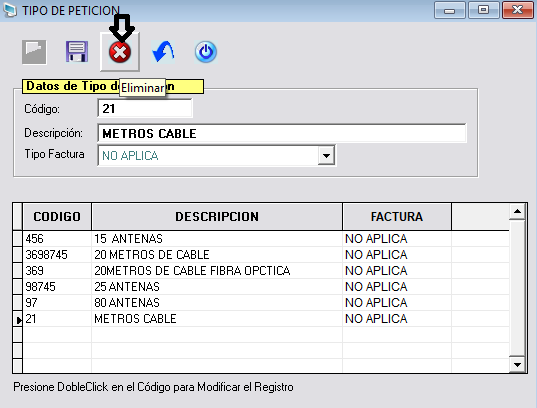 TIPO DE PETICION
Eliminar
Datos de Tipo de
Código: 21
Descripción: METROS CABLE
Tipo Factura NO APLICA
CODIGO DESCRIPCION FACTURA
456 15 ANTENAS NO APLICA
3698745 20 METROS DE CABLE NO APLICA
369 20METROS DE CABLE FIBRA OPCTICA NO APLICA
98745 25 ANTENAS NO APLICA
97 80 ANTENAS NO APLICA
21 METROS CABLE NO APLICA
Presione DobleClick en el Código para Modificar el Registro